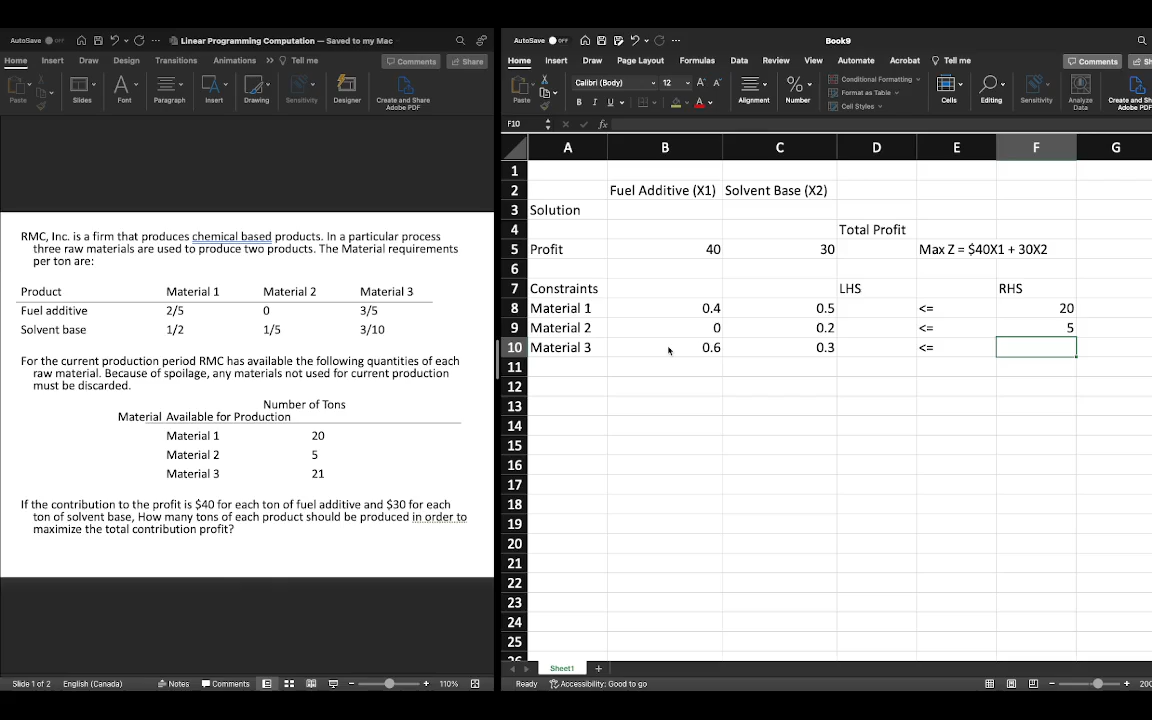 AutoSave OFF
Linear Programming Computation — Saved to my Mac
Home Insert Draw Design Transitions Animations >> Tell me
Comments Share
Paste Slides Font Paragraph Insert Drawing Sensitivity Designer Create and Share Adobe PDF
RMC, Inc. is a firm that produces chemical based products. In a particular process
three raw materials are used to produce two products. The Material requirements
per ton are:
Product Material 1 Material 2 Material 3
Fuel additive 2/5 0 3/5
Solvent base 1/2 1/5 3/10
For the current production period RMC has available the following quantities of each
raw material. Because of spoilage, any materials not used for current production
must be discarded.
Number of Tons
Material Available for Production
Material 1 20
Material 2 5
Material 3 21
If the contribution to the profit is $40 for each ton of fuel additive and $30 for each
ton of solvent base, How many tons of each product should be produced in order to
maximize the total contribution profit?
Slide 1 of 2 English (Canada) Notes Comments 110%
AutoSave OFF
Book9
Home Insert Draw Page Layout Formulas Data Review View Automate Acrobat Tell me
Comments Sh
Paste Calibri (Body) 12 A A
B I U A
Alignment Number
Conditional Formatting
Format as Table
Cell Styles
Cells Editing Sensitivity Analyze Data Create and Sh Adobe PDF
F10 fx
A B C D E F G
1
2 Fuel Additive (X1) Solvent Base (X2)
3 Solution
4 Total Profit
5 Profit 40 30 Max Z = $40X1 + 30X2
6
7 Constraints LHS RHS
8 Material 1 0.4 0.5 <= 20
9 Material 2 0 0.2 <= 5
10 Material 3 0.6 0.3 <=
11
12
13
14
15
16
17
18
19
20
21
22
23
24
25
26
Sheet1 +
Ready Accessibility: Good to go 200